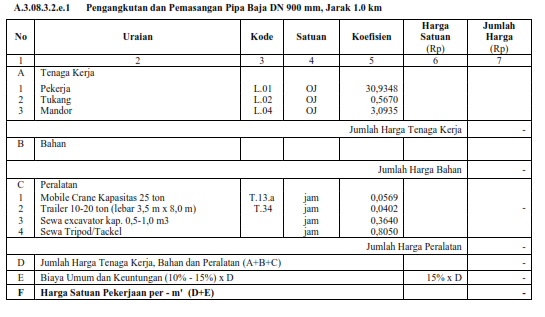 A.3.08.3.2.e.1 Pengangkutan dan Pemasangan Pipa Baja DN 900 mm, Jarak 1.0 km
No Uraian Kode Satuan Koefisien Harga Satuan (Rp) Jumlah Harga (Rp)
1 2 3 4 5 6 7
A Tenaga Kerja
1 Pekerja L.01 OJ 30,9348
2 Tukang L.02 OJ 0,5670
3 Mandor L.04 OJ 3,0935
Jumlah Harga Tenaga Kerja -
B Bahan
Jumlah Harga Bahan -
C Peralatan
1 Mobile Crane Kapasitas 25 ton T.13.a jam 0,0569
2 Trailer 10-20 ton (lebar 3,5 m x 8,0 m) T.34 jam 0,0402 -
3 Sewa excavator kap. 0,5-1,0 m3 jam 0,3640
4 Sewa Tripod/Tackel jam 0,8050
Jumlah Harga Peralatan -
D Jumlah Harga Tenaga Kerja, Bahan dan Peralatan (A+B+C) -
E Biaya Umum dan Keuntungan (10% - 15%) x D 15% x D -
F Harga Satuan Pekerjaan per - m' (D+E) -